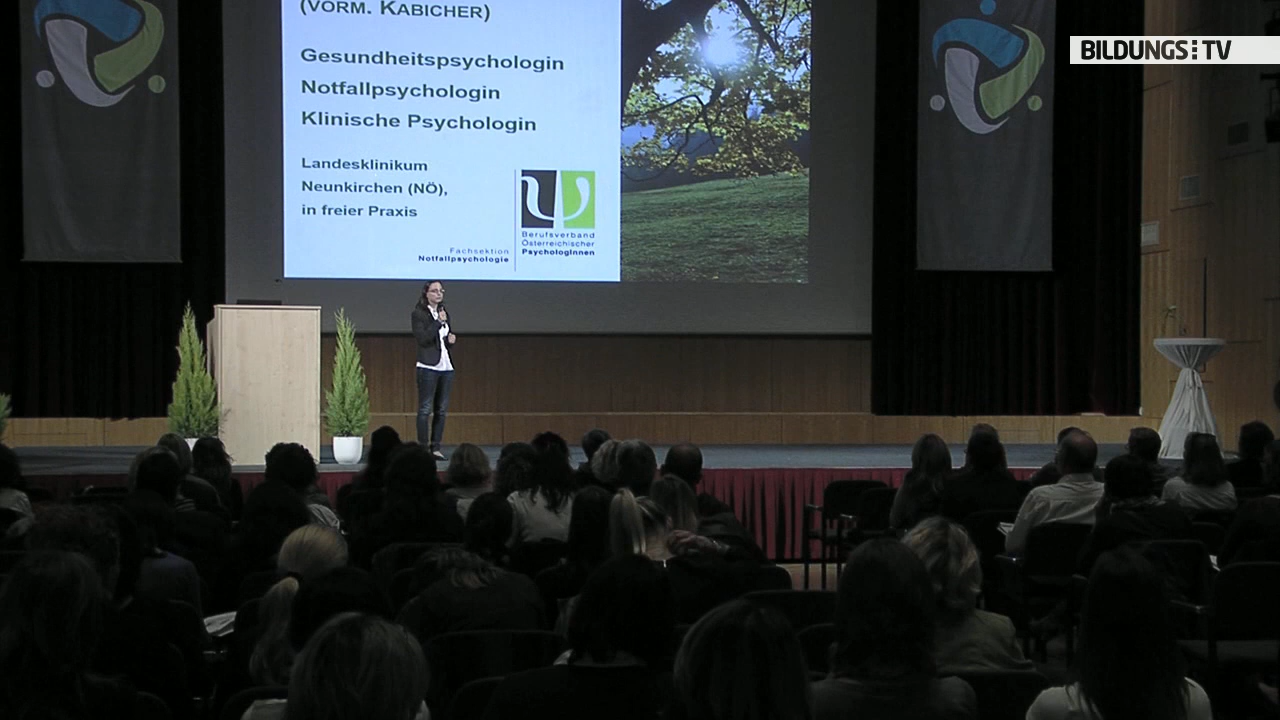 (VORM. KABICHER)
Gesundheitspsychologin
Notfallpsychologin
Klinische Psychologin
Landesklinikum
Neunkirchen (NÖ),
in freier Praxis
Fachsektion
Notfallpsychologie
Berufsverband
Österreichischer
PsychologInnen
BILDUNGS TV